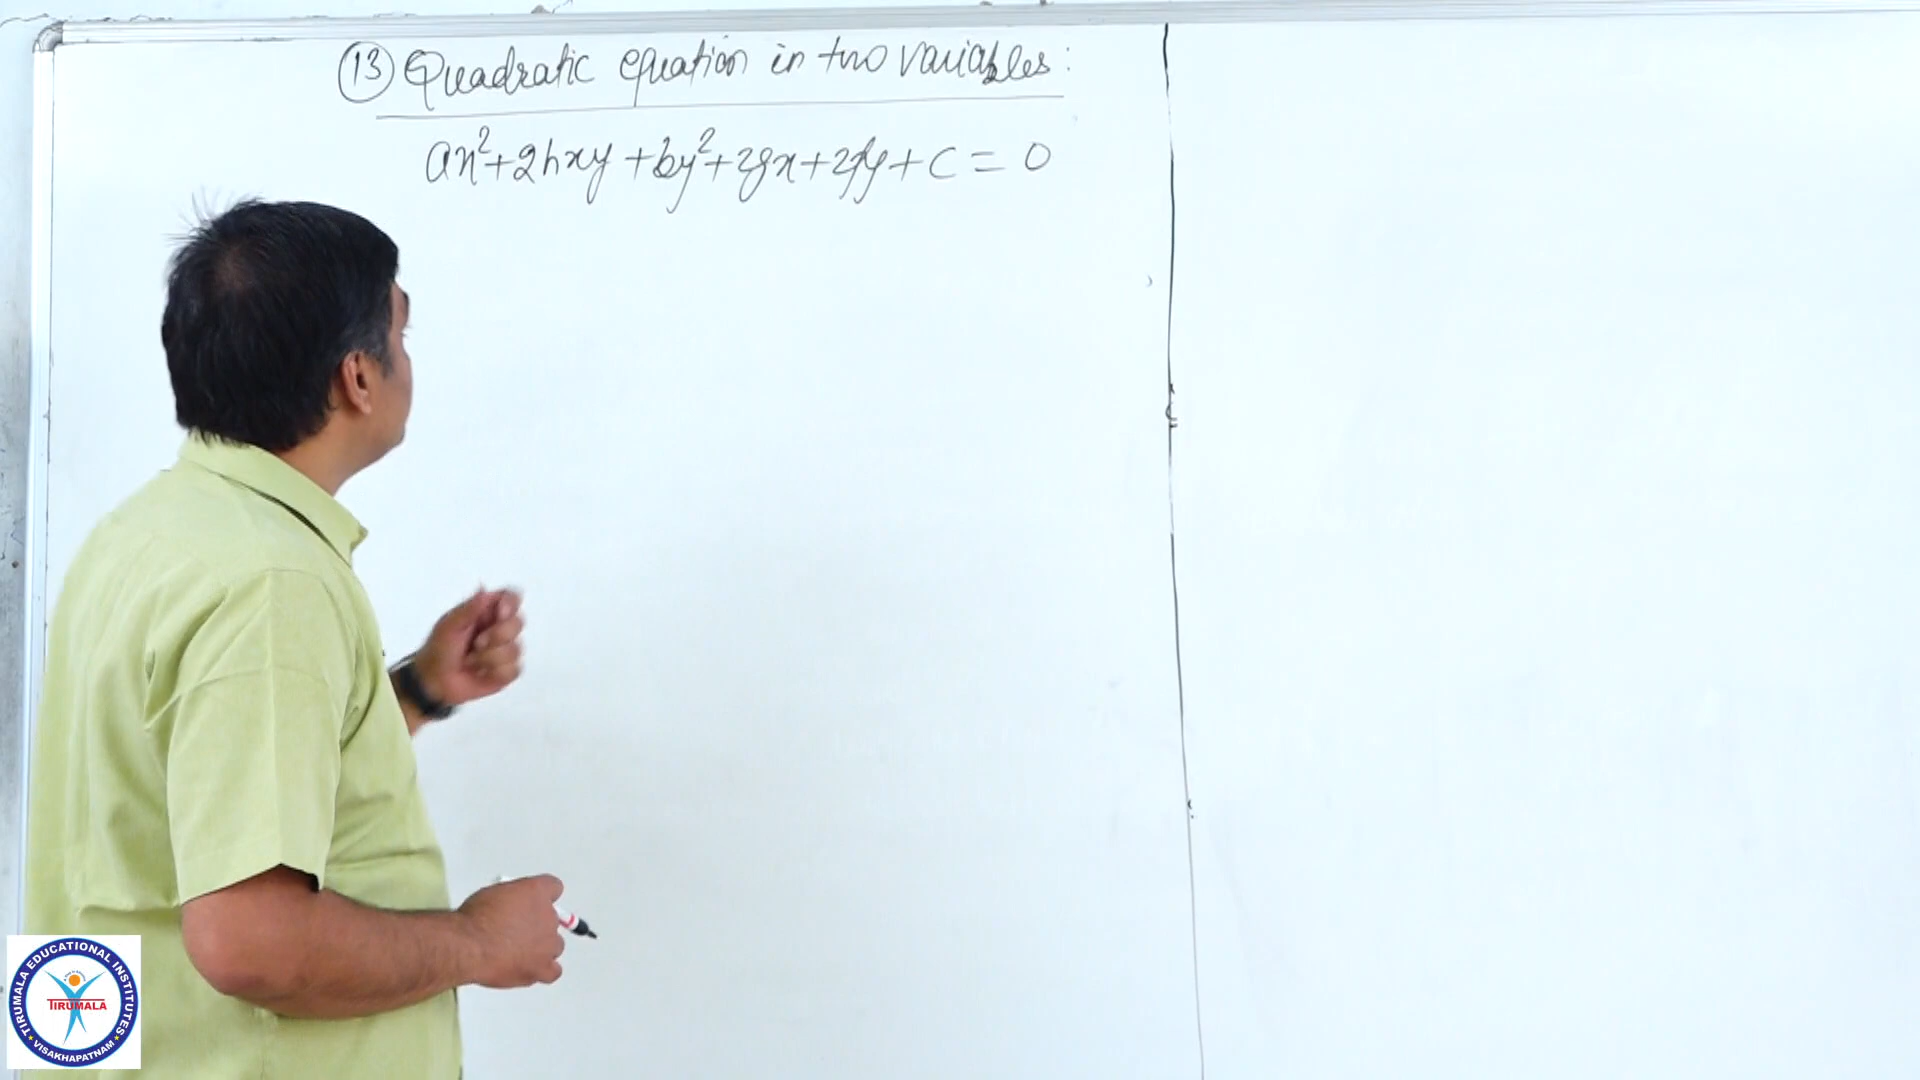 ⑬ Quadratic equation in two variables:
ax²+2hxy+by²+2gx+2fy+c=0
TIRUMALA EDUCATIONAL INSTITUTES
TIRUMALA
★ VISAKHAPATNAM ★